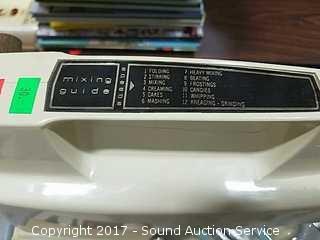 mixing
guide
1 FOLDING
2 STIRRING
3 MIXING
4 CREAMING
5 CAKES
6 MASHING
7 HEAVY MIXING
8 BEATING
9 FROSTINGS
10 CANDIES
11 WHIPPING
12 KNEADING - GRINDING
Copyright 2017 - Sound Auction Service